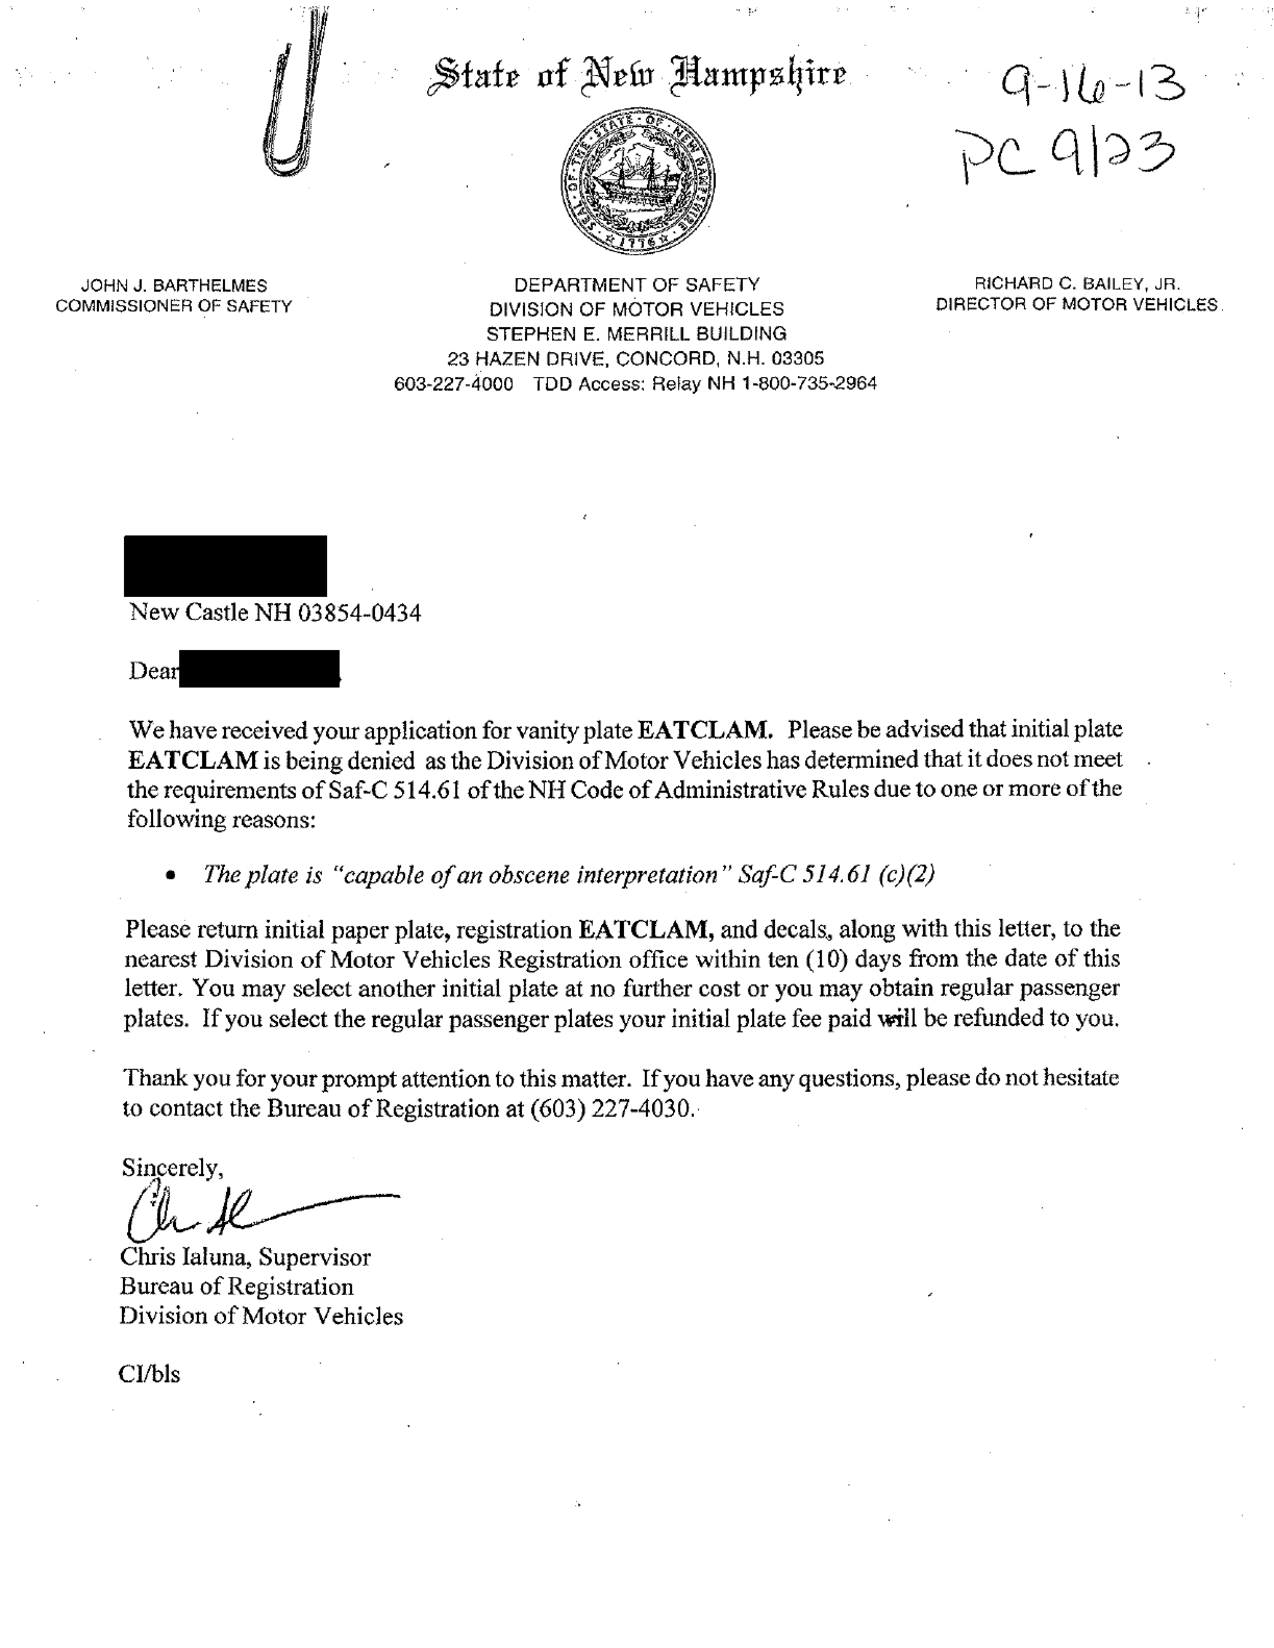 State of New Hampshire
9-16-13
PC 9/23
SEAL · OF · THE · STATE · OF · NEW HAMPSHIRE
1776
JOHN J. BARTHELMES
COMMISSIONER OF SAFETY
DEPARTMENT OF SAFETY
DIVISION OF MOTOR VEHICLES
STEPHEN E. MERRILL BUILDING
23 HAZEN DRIVE, CONCORD, N.H. 03305
603-227-4000 TDD Access: Relay NH 1-800-735-2964
RICHARD C. BAILEY, JR.
DIRECTOR OF MOTOR VEHICLES
New Castle NH 03854-0434
Dear
We have received your application for vanity plate EATCLAM. Please be advised that initial plate
EATCLAM is being denied as the Division of Motor Vehicles has determined that it does not meet
the requirements of Saf-C 514.61 of the NH Code of Administrative Rules due to one or more of the
following reasons:
• The plate is "capable of an obscene interpretation" Saf-C 514.61 (c)(2)
Please return initial paper plate, registration EATCLAM, and decals, along with this letter, to the
nearest Division of Motor Vehicles Registration office within ten (10) days from the date of this
letter. You may select another initial plate at no further cost or you may obtain regular passenger
plates. If you select the regular passenger plates your initial plate fee paid will be refunded to you.
Thank you for your prompt attention to this matter. If you have any questions, please do not hesitate
to contact the Bureau of Registration at (603) 227-4030.
Sincerely,
Chris Ialuna, Supervisor
Bureau of Registration
Division of Motor Vehicles
CI/bls